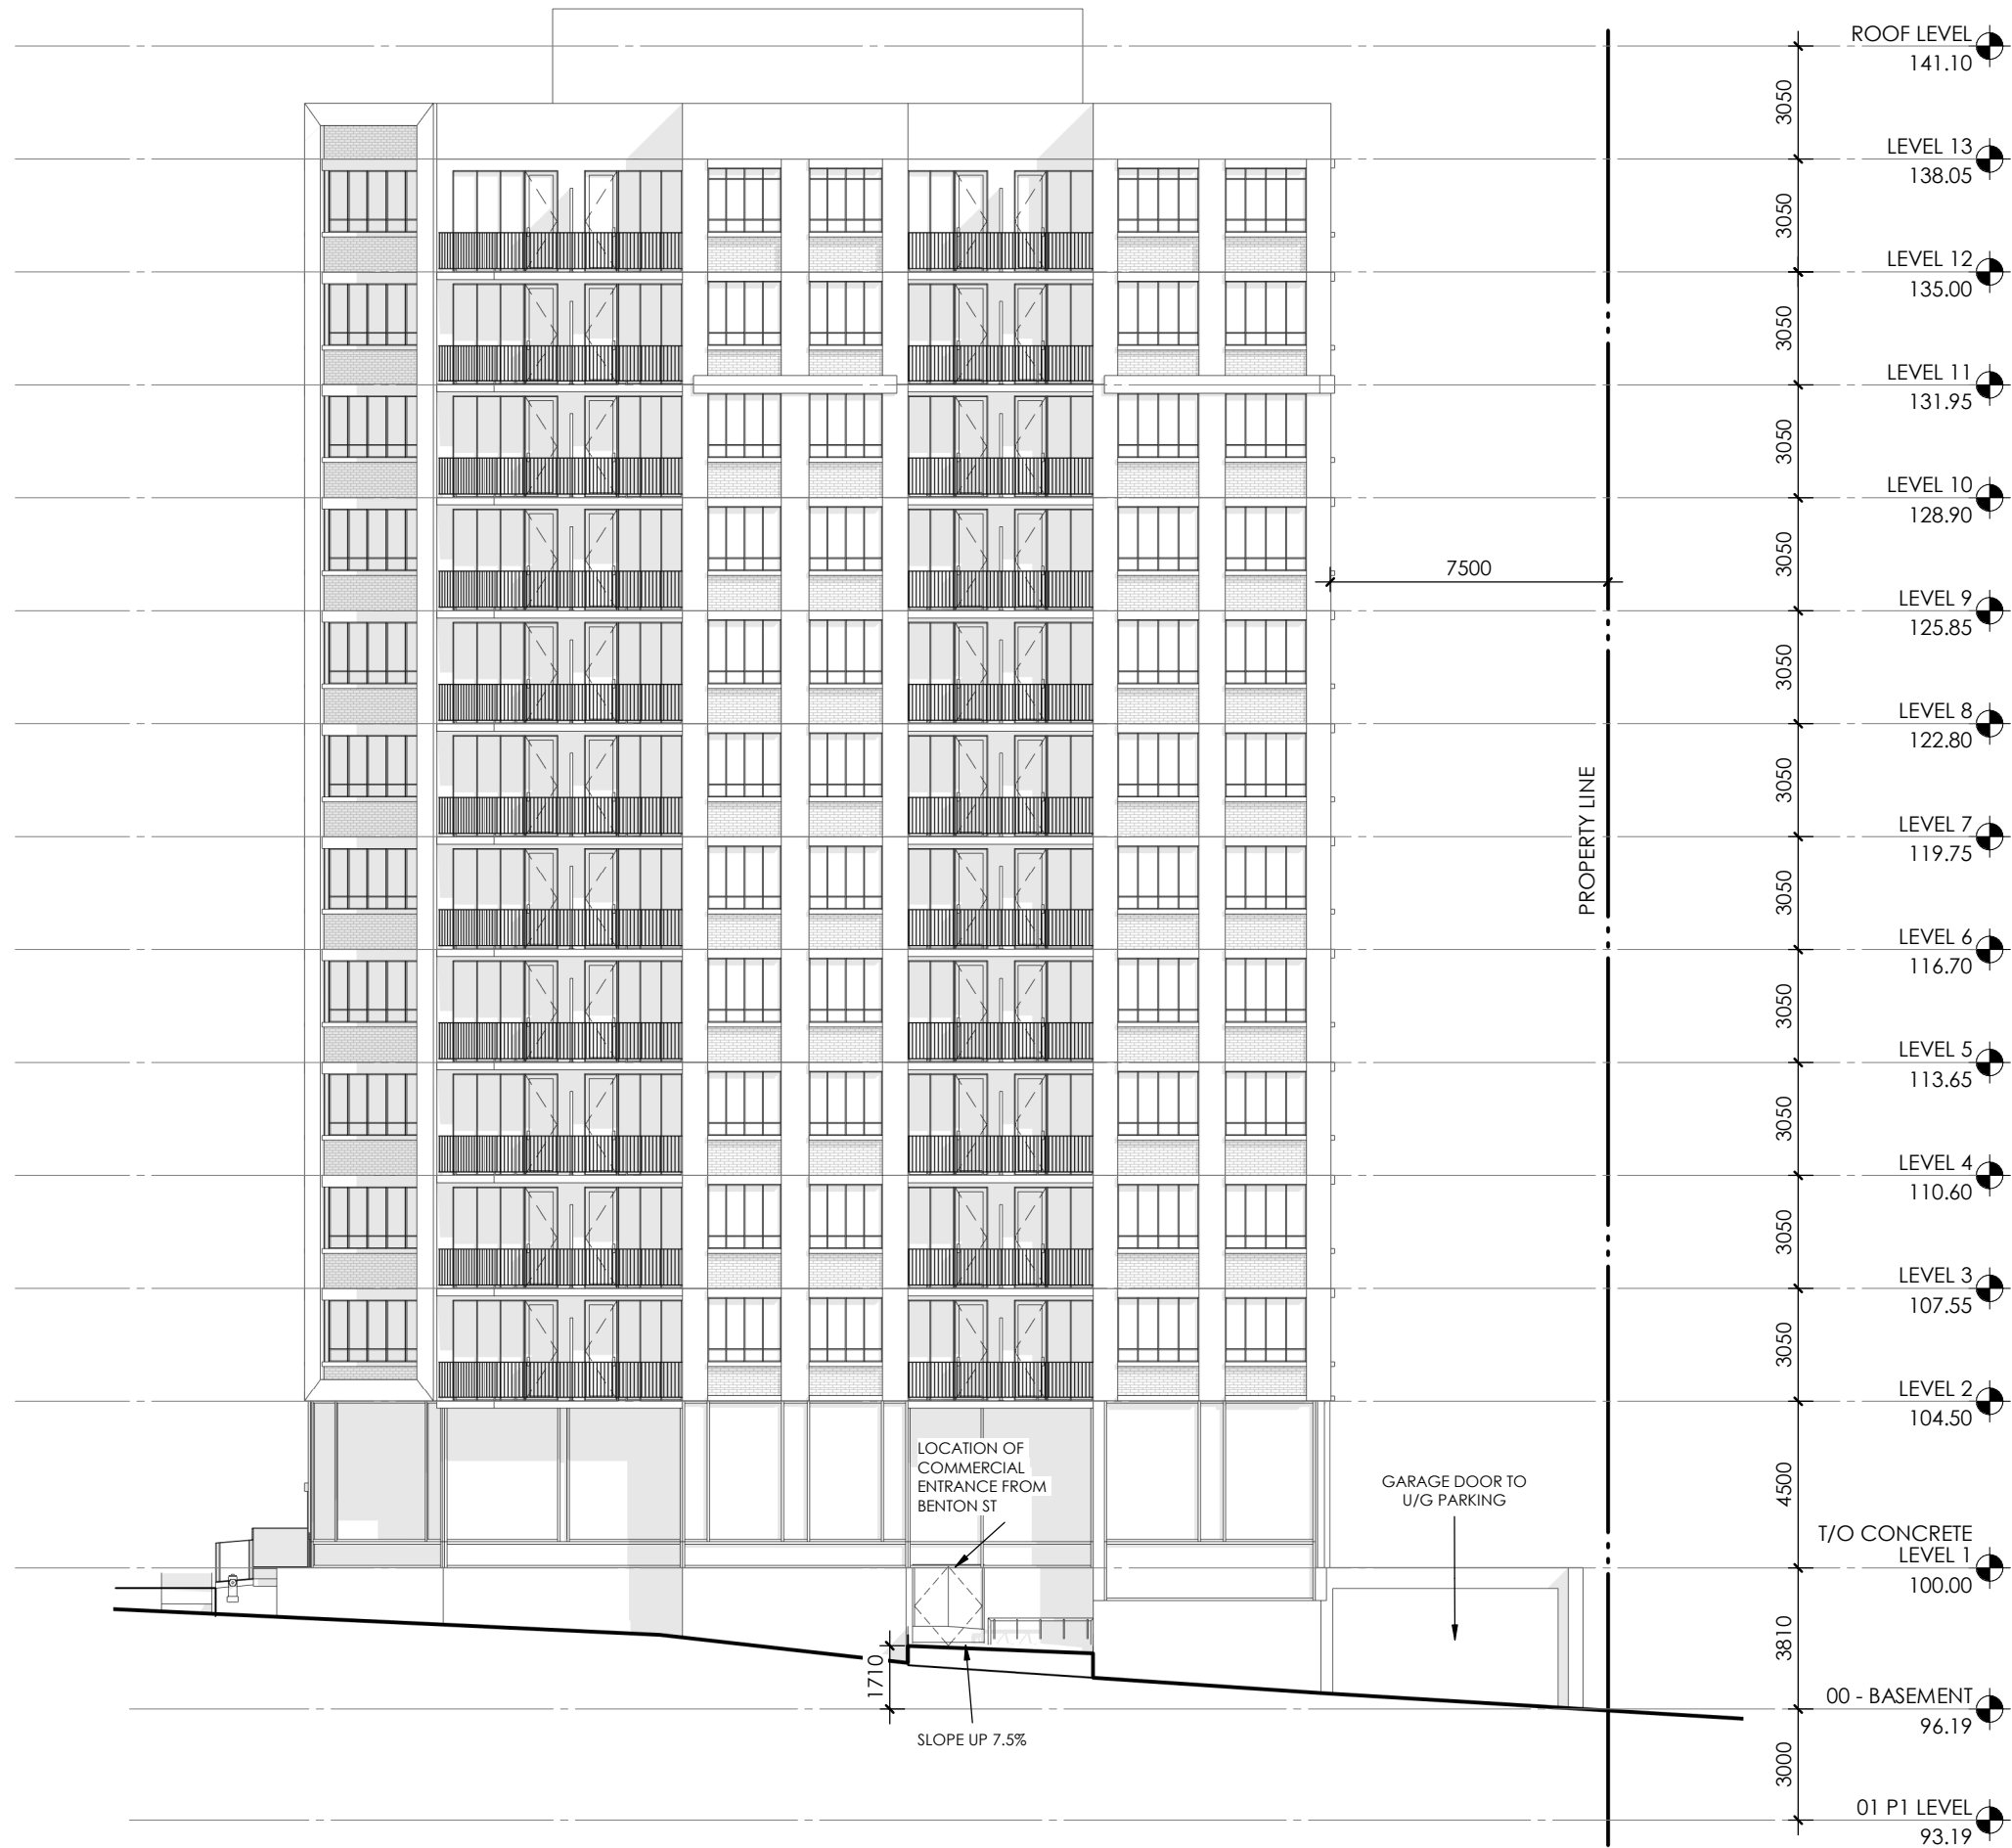 ROOF LEVEL
141.10
3050
LEVEL 13
138.05
3050
LEVEL 12
135.00
3050
LEVEL 11
131.95
3050
LEVEL 10
128.90
3050
7500
LEVEL 9
125.85
3050
LEVEL 8
122.80
3050
PROPERTY LINE
LEVEL 7
119.75
3050
LEVEL 6
116.70
3050
LEVEL 5
113.65
3050
LEVEL 4
110.60
3050
LEVEL 3
107.55
3050
LEVEL 2
104.50
LOCATION OF
COMMERCIAL
ENTRANCE FROM
BENTON ST
GARAGE DOOR TO
U/G PARKING
4500
T/O CONCRETE
LEVEL 1
100.00
3810
1710
00 - BASEMENT
96.19
SLOPE UP 7.5%
3000
01 P1 LEVEL
93.19